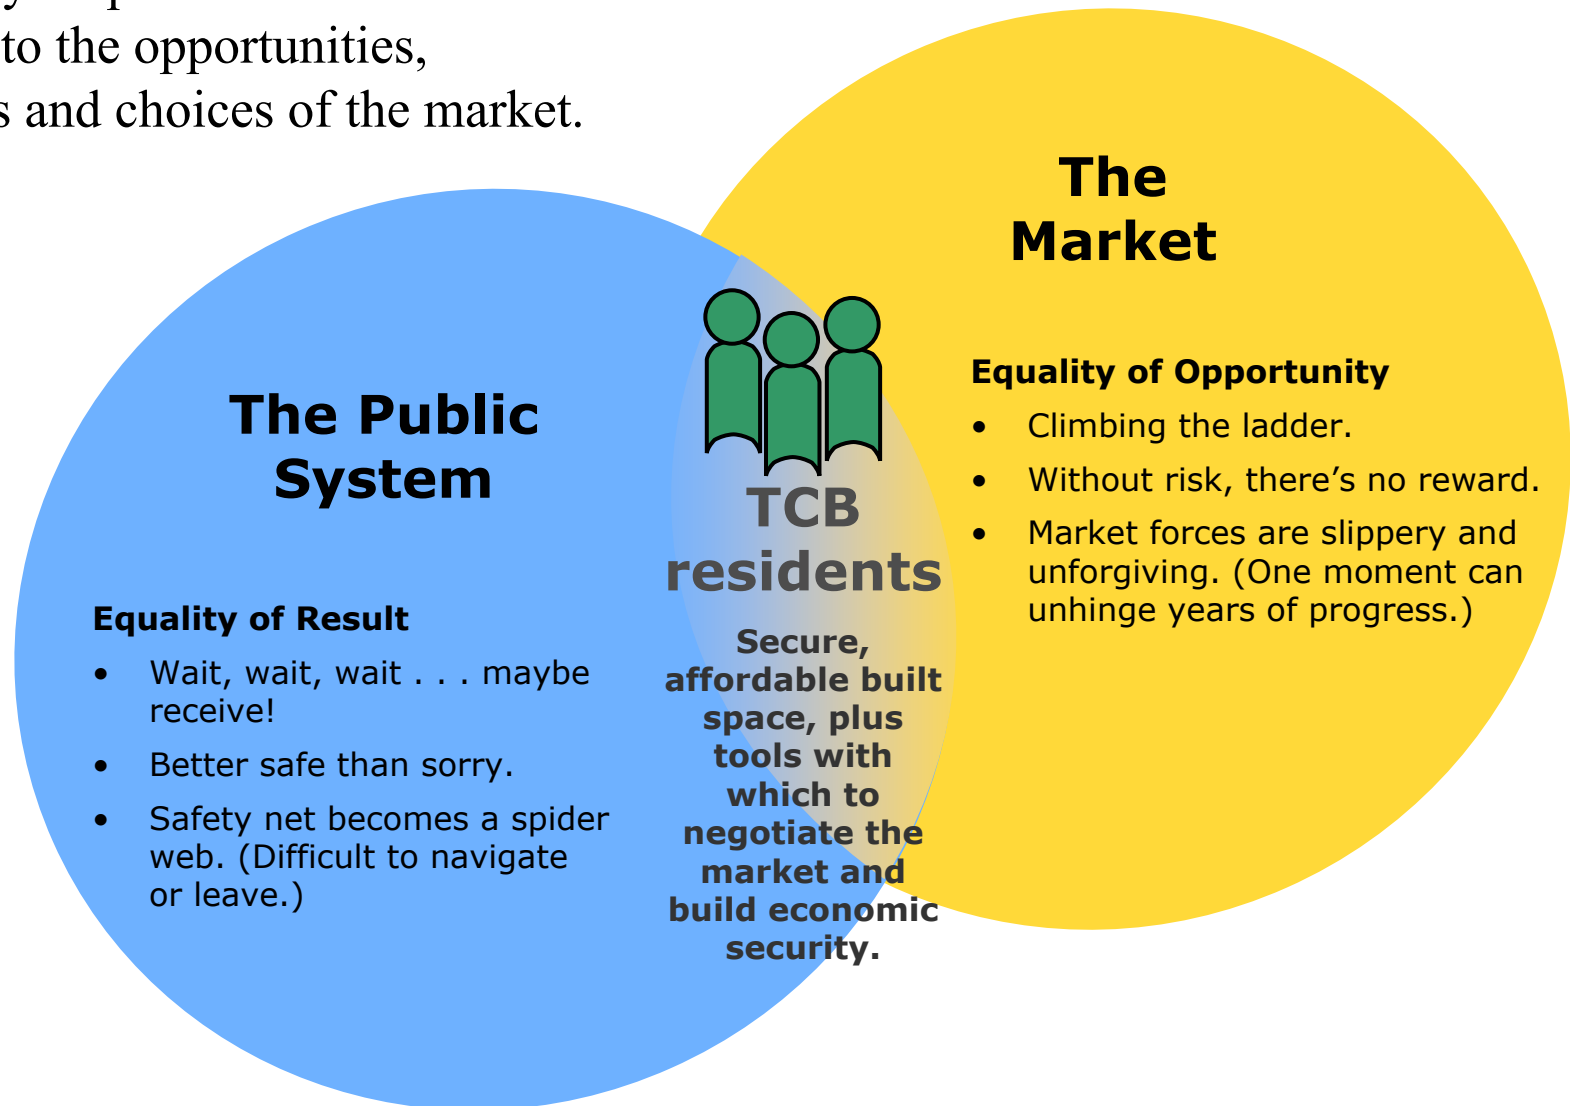 to the opportunities,
and choices of the market.
The
Market
Equality of Opportunity
• Climbing the ladder.
• Without risk, there’s no reward.
• Market forces are slippery and
unforgiving. (One moment can
unhinge years of progress.)
The Public
System
Equality of Result
• Wait, wait, wait . . . maybe
receive!
• Better safe than sorry.
• Safety net becomes a spider
web. (Difficult to navigate
or leave.)
TCB
residents
Secure,
affordable built
space, plus
tools with
which to
negotiate the
market and
build economic
security.